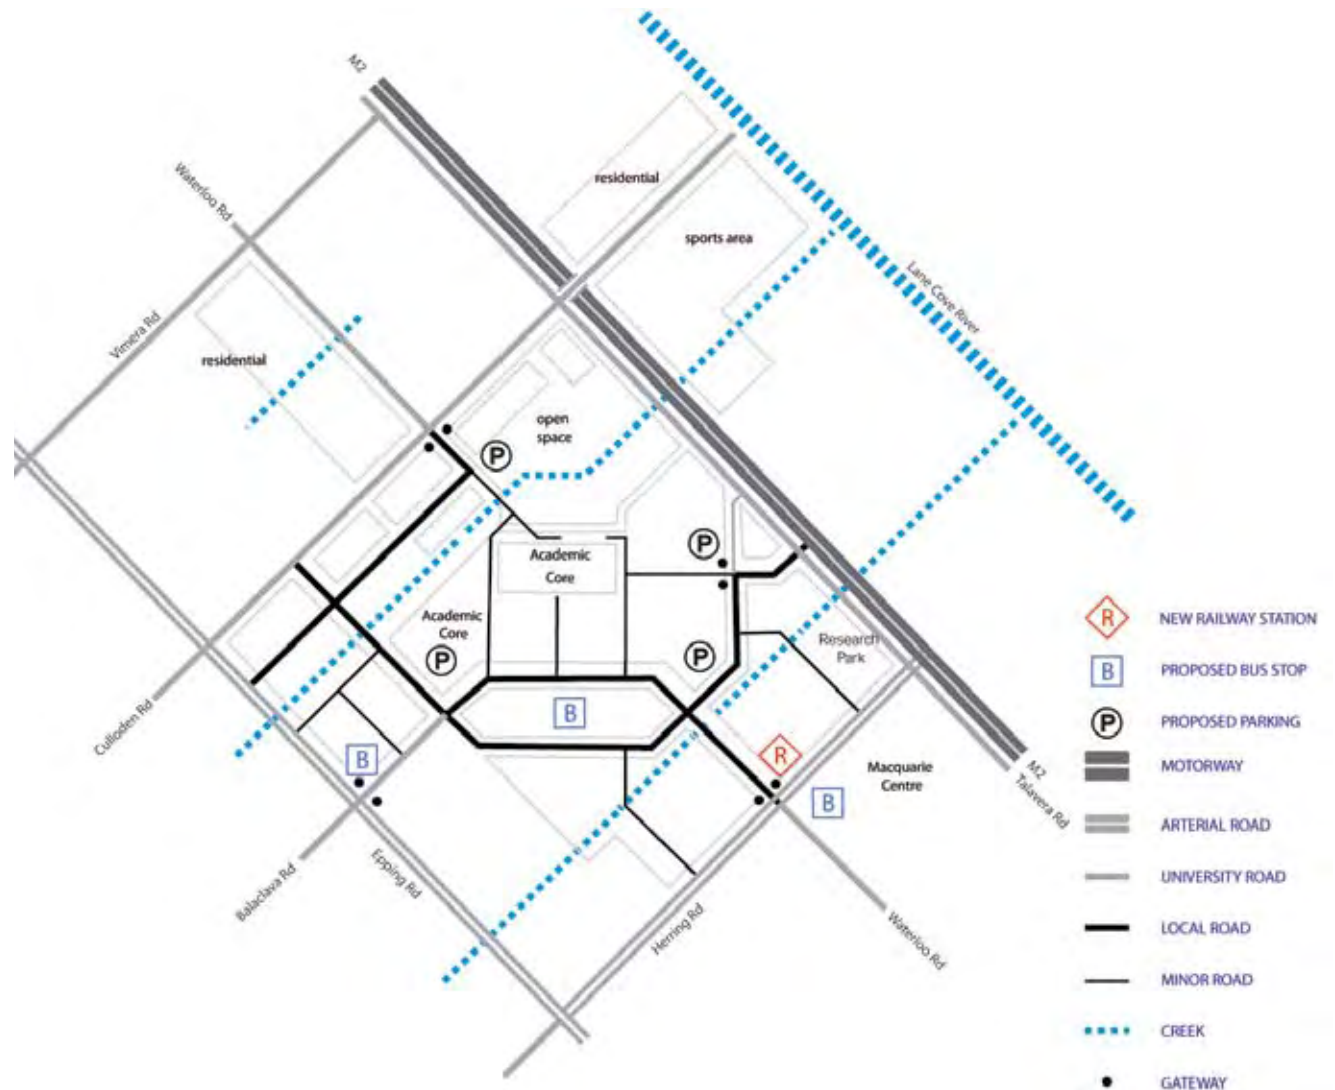 M2
Waterloo Rd
residential
sports area
Lane Cove River
Vimera Rd
residential
open
space
P
P
Academic
Core
Academic
Core
P
P
Research
Park
B
Culloden Rd
B
R
Macquarie
Centre
B
M2
Talavera Rd
Balaclava Rd
Epping Rd
Herring Rd
Waterloo Rd
R NEW RAILWAY STATION
B PROPOSED BUS STOP
P PROPOSED PARKING
MOTORWAY
ARTERIAL ROAD
UNIVERSITY ROAD
LOCAL ROAD
MINOR ROAD
CREEK
GATEWAY